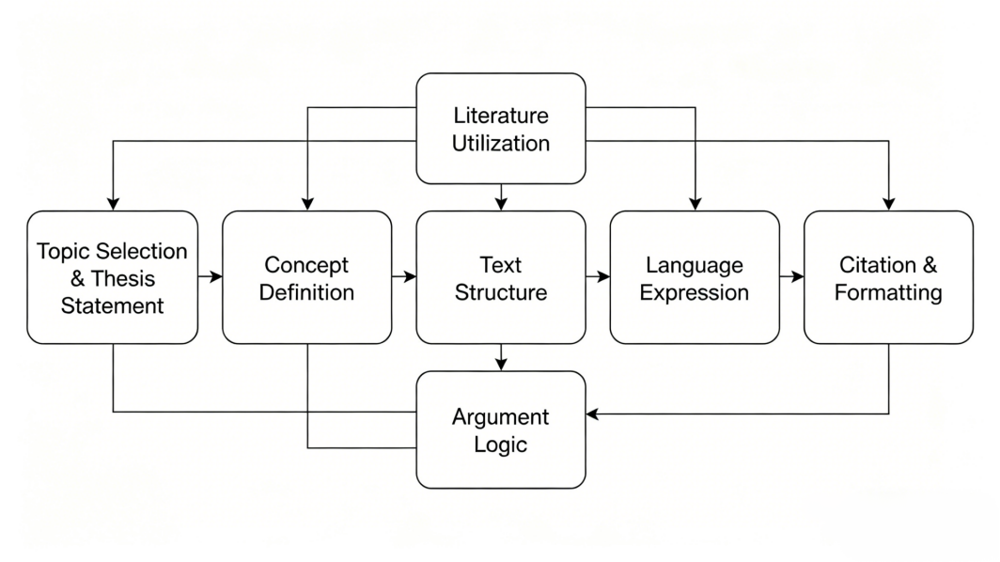 Literature
Utilization
Topic Selection
& Thesis
Statement
Concept
Definition
Text
Structure
Language
Expression
Citation &
Formatting
Argument
Logic